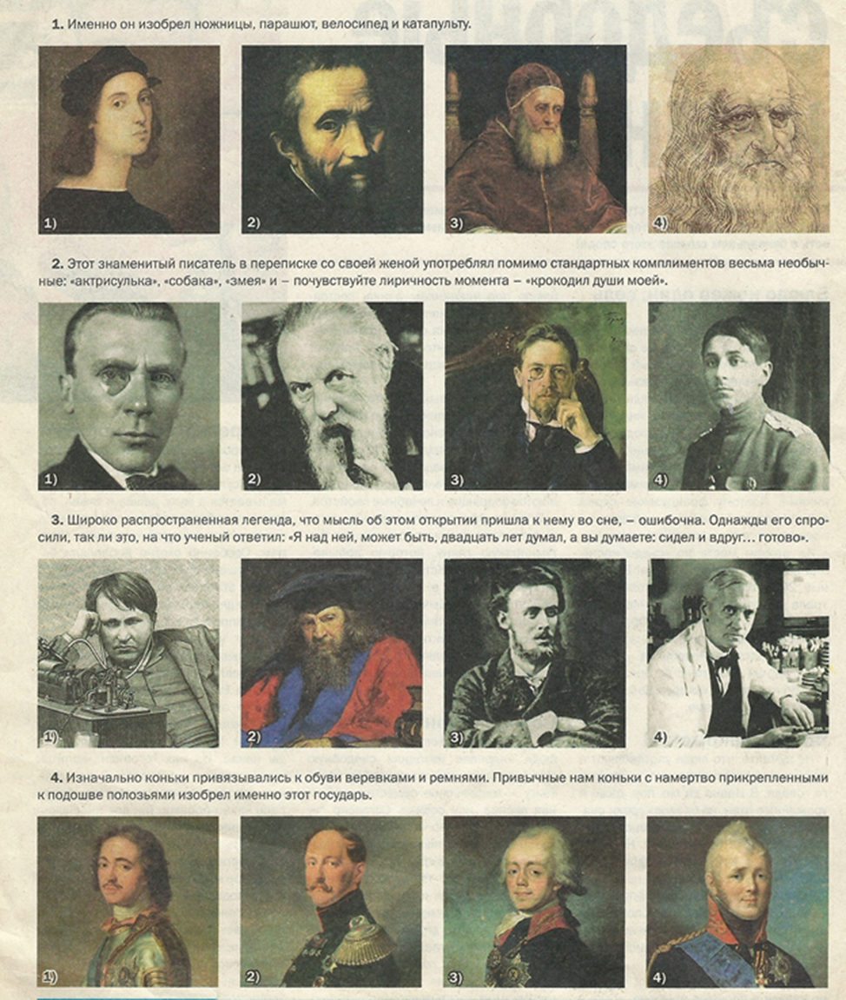 1. Именно он изобрел ножницы, парашют, велосипед и катапульту.
1) 2) 3) 4)
2. Этот знаменитый писатель в переписке со своей женой употреблял помимо стандартных комплиментов весьма необыч-
ные: «актрисулька», «собака», «змея» и – почувствуйте лиричность момента – «крокодил души моей».
1) 2) 3) 4)
3. Широко распространенная легенда, что мысль об этом открытии пришла к нему во сне, – ошибочна. Однажды его спро-
сили, так ли это, на что ученый ответил: «Я над ней, может быть, двадцать лет думал, а вы думаете: сидел и вдруг... готово».
1) 2) 3) 4)
4. Изначально коньки привязывались к обуви веревками и ремнями. Привычные нам коньки с намертво прикрепленными
к подошве полозьями изобрел именно этот государь.
1) 2) 3) 4)